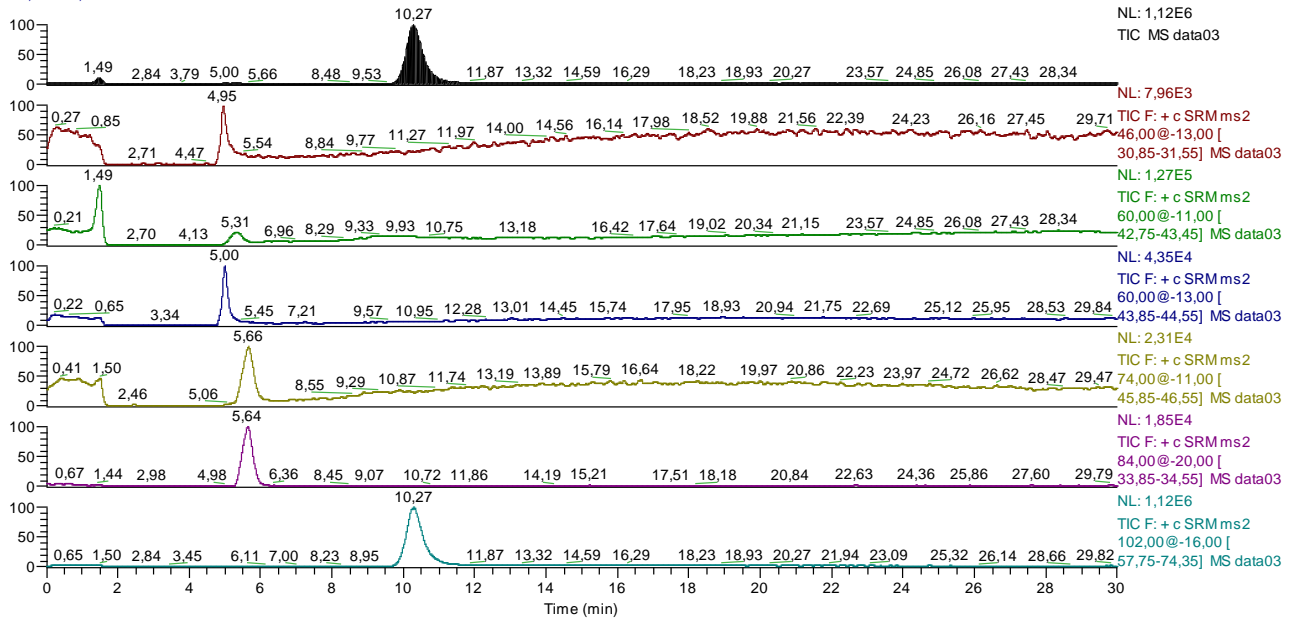 NL: 1,12E6
TIC MS data03
100
50
0
10,27
1,49 2,84 3,79 5,00 5,66 8,48 9,53 11,87 13,32 14,59 16,29 18,23 18,93 20,27 23,57 24,85 26,08 27,43 28,34
NL: 7,96E3
TIC F: + c SRM ms2
46,00@-13,00 [
30,85-31,55] MS data03
100
50
0
4,95
0,27 0,85 2,71 4,47 5,54 8,84 9,77 11,27 11,97 14,00 14,56 16,14 17,98 18,52 19,88 21,56 22,39 24,23 26,16 27,45 29,71
NL: 1,27E5
TIC F: + c SRM ms2
60,00@-11,00 [
42,75-43,45] MS data03
100
50
0
1,49
0,21 2,70 4,13 5,31 6,96 8,29 9,33 9,93 10,75 13,18 16,42 17,64 19,02 20,34 21,15 23,57 24,85 26,08 27,43 28,34
NL: 4,35E4
TIC F: + c SRM ms2
60,00@-13,00 [
43,85-44,55] MS data03
100
50
0
5,00
0,22 0,65 3,34 5,45 7,21 9,57 10,95 12,28 13,01 14,45 15,74 17,95 18,93 20,94 21,75 22,69 25,12 25,95 28,53 29,84
NL: 2,31E4
TIC F: + c SRM ms2
74,00@-11,00 [
45,85-46,55] MS data03
100
50
0
5,66
0,41 1,50 2,46 5,06 8,55 9,29 10,87 11,74 13,19 13,89 15,79 16,64 18,22 19,97 20,86 22,23 23,97 24,72 26,62 28,47 29,47
NL: 1,85E4
TIC F: + c SRM ms2
84,00@-20,00 [
33,85-34,55] MS data03
100
50
0
5,64
0,67 1,44 2,98 4,98 6,36 8,45 9,07 10,72 11,86 14,19 15,21 17,51 18,18 20,84 22,63 24,36 25,86 27,60 29,79
NL: 1,12E6
TIC F: + c SRM ms2
102,00@-16,00 [
57,75-74,35] MS data03
100
50
0
10,27
0,65 1,50 2,84 3,45 6,11 7,00 8,23 8,95 11,87 13,32 14,59 16,29 18,23 18,93 20,27 21,94 23,09 25,32 26,14 28,66 29,82
0 2 4 6 8 10 12 14 16 18 20 22 24 26 28 30
Time (min)